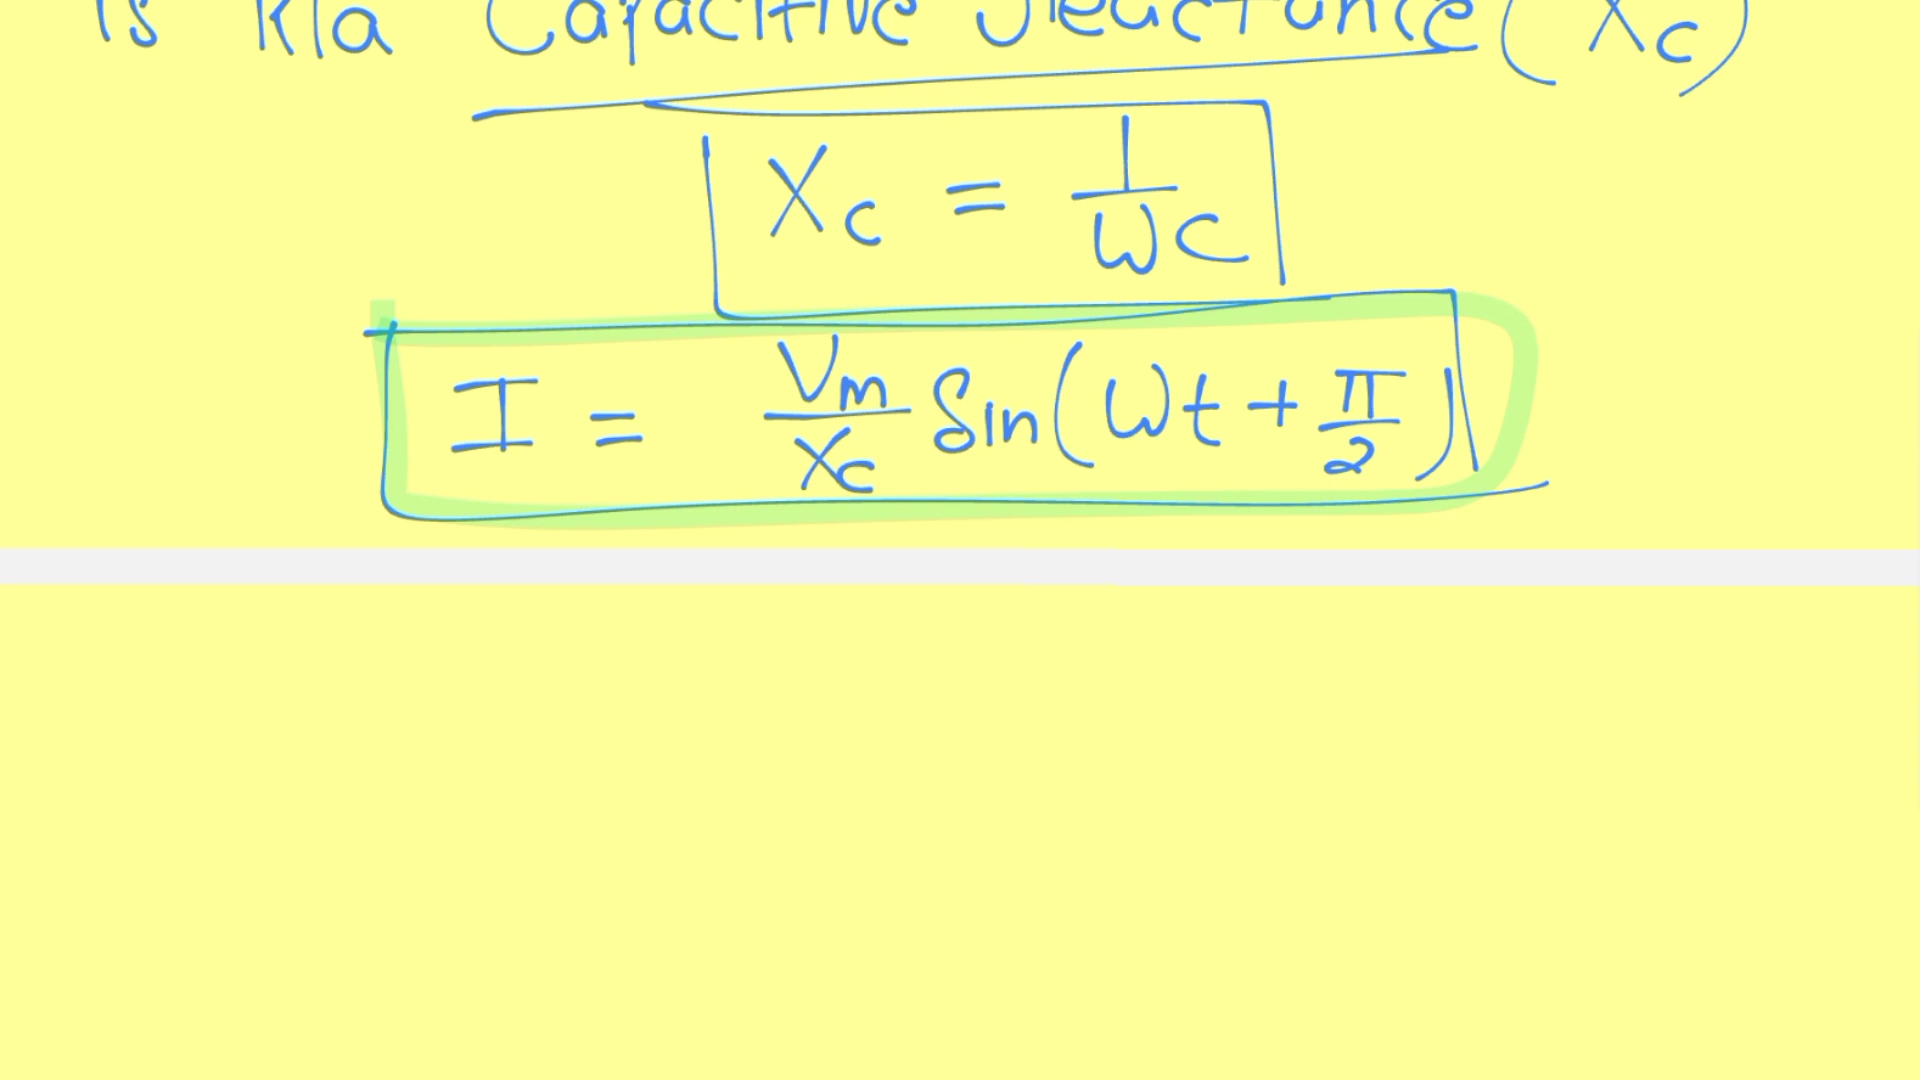 is k/a Capacitive reactance (Xc)
Xc = 1/ωC
I = Vm/Xc Sin(ωt + π/2)